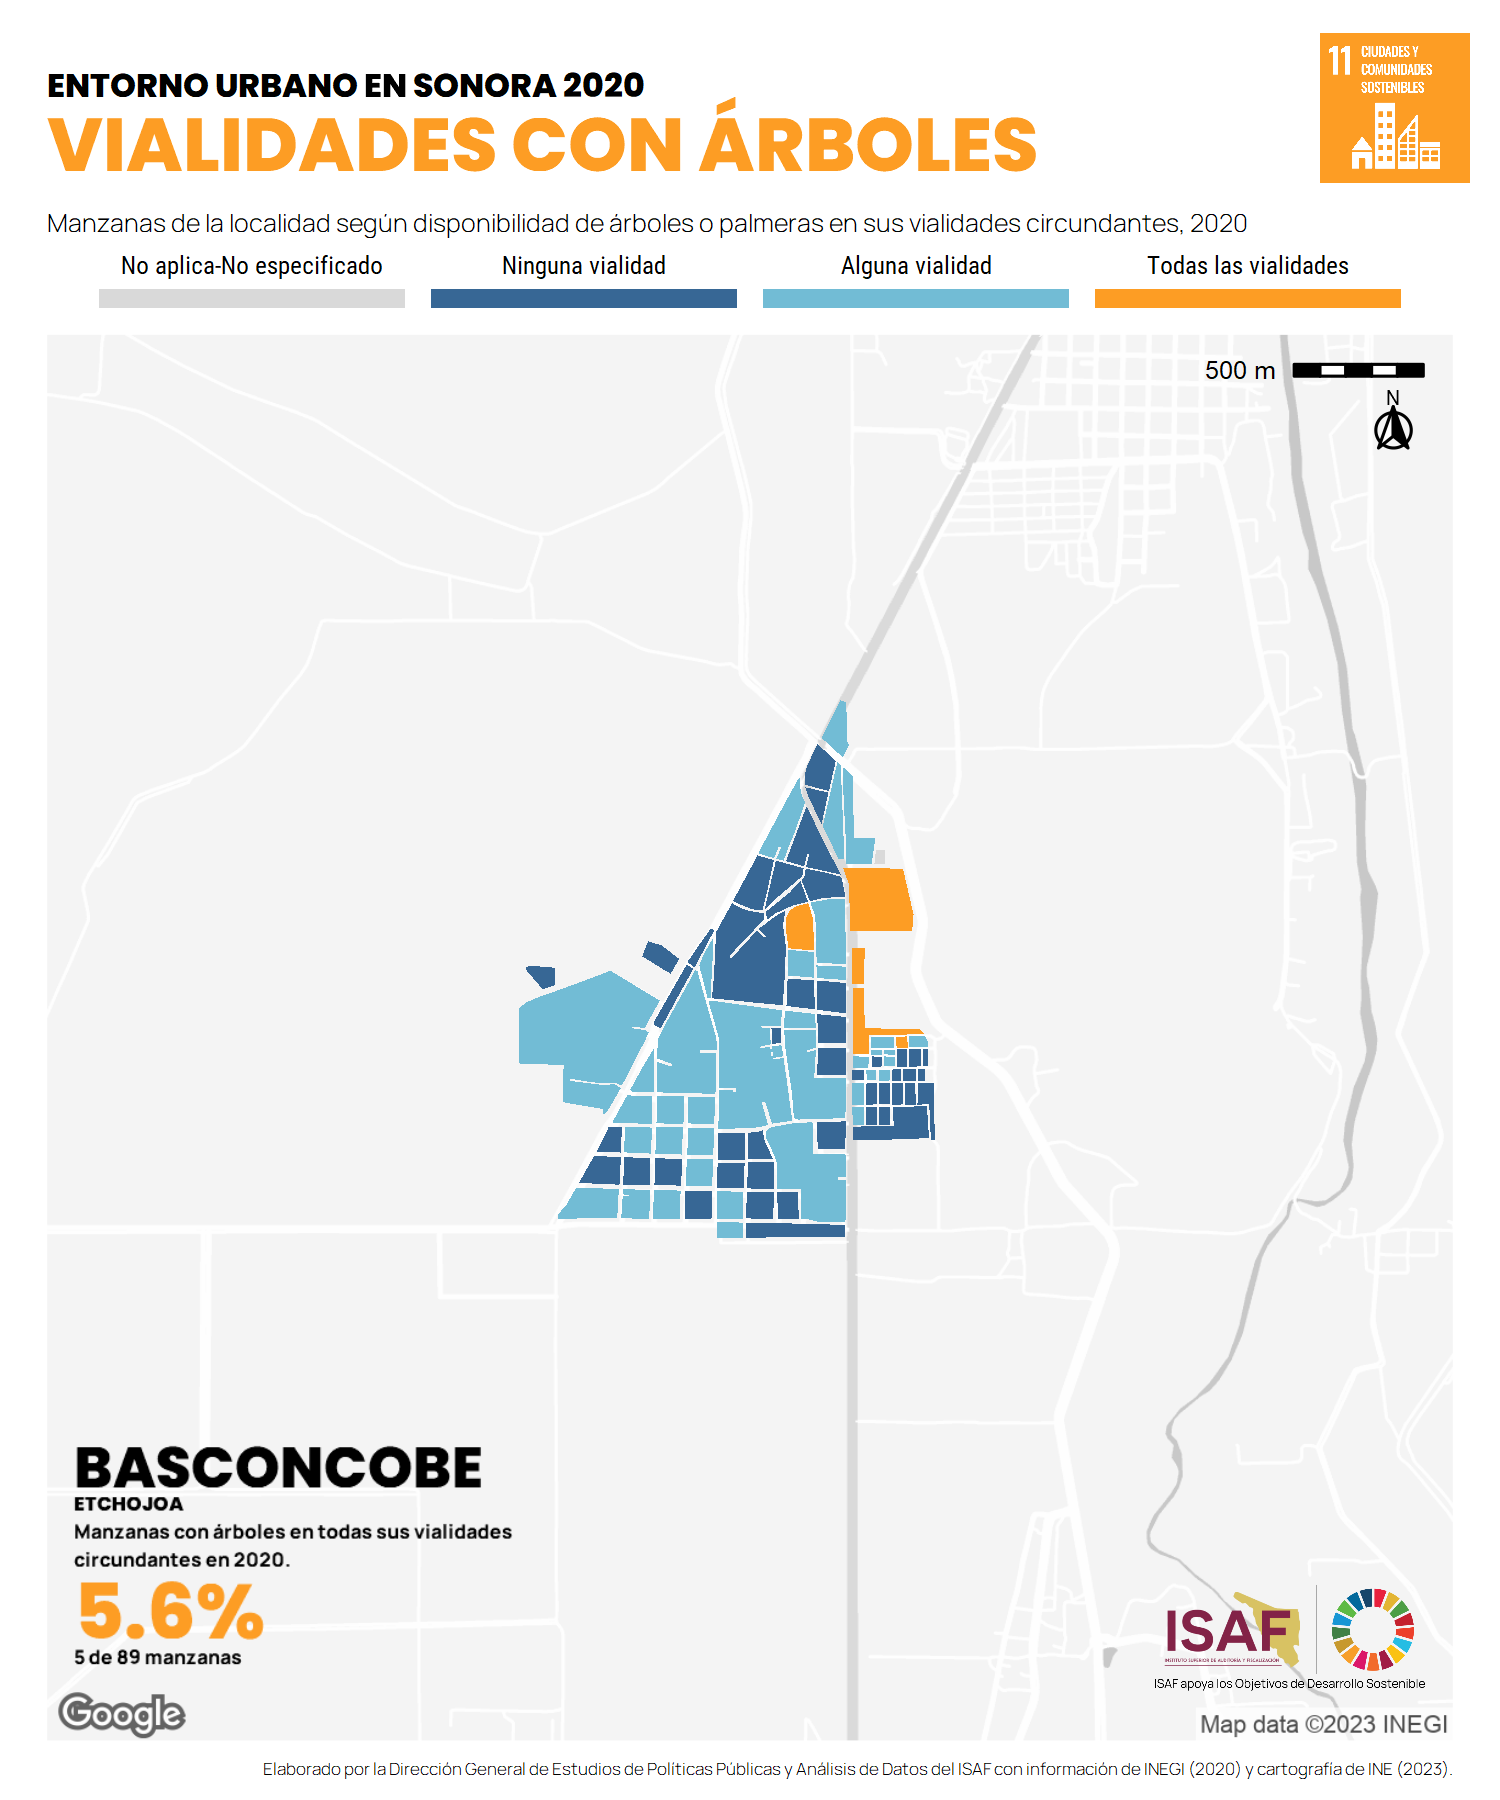 ENTORNO URBANO EN SONORA 2020
VIALIDADES CON ÁRBOLES
11 CIUDADES Y
COMUNIDADES
SOSTENIBLES
Manzanas de la localidad según disponibilidad de árboles o palmeras en sus vialidades circundantes, 2020
No aplica-No especificado Ninguna vialidad Alguna vialidad Todas las vialidades
500 m
N
BASCONCOBE
ETCHOJOA
Manzanas con árboles en todas sus vialidades
circundantes en 2020.
5.6%
5 de 89 manzanas
ISAF
INSTITUTO SUPERIOR DE AUDITORÍA Y FISCALIZACIÓN
ISAF apoya los Objetivos de Desarrollo Sostenible
Google
Map data ©2023 INEGI
Elaborado por la Dirección General de Estudios de Políticas Públicas y Análisis de Datos del ISAF con información de INEGI (2020) y cartografía de INE (2023).